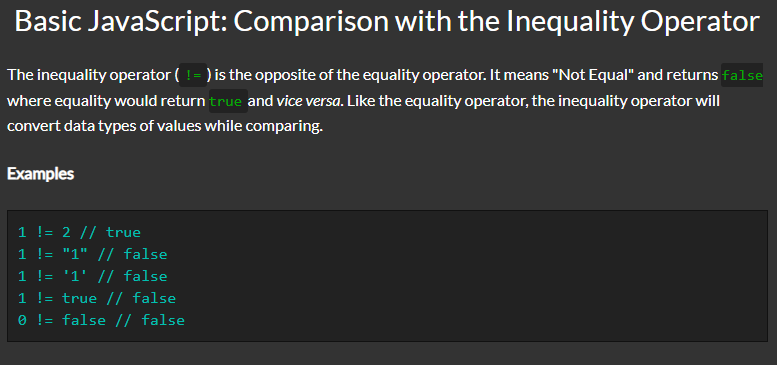 Basic JavaScript: Comparison with the Inequality Operator
The inequality operator ( != ) is the opposite of the equality operator. It means "Not Equal" and returns false
where equality would return true and vice versa. Like the equality operator, the inequality operator will
convert data types of values while comparing.
Examples
1 != 2 // true
1 != "1" // false
1 != '1' // false
1 != true // false
0 != false // false